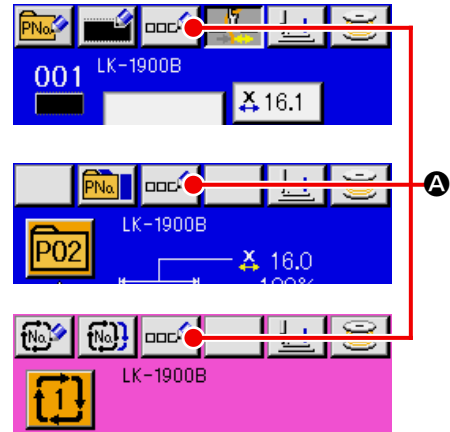 PNo.
001
LK-1900B
X 16.1
PNo.
P02
LK-1900B
X 16.0
100%
A
No. No.
1
LK-1900B